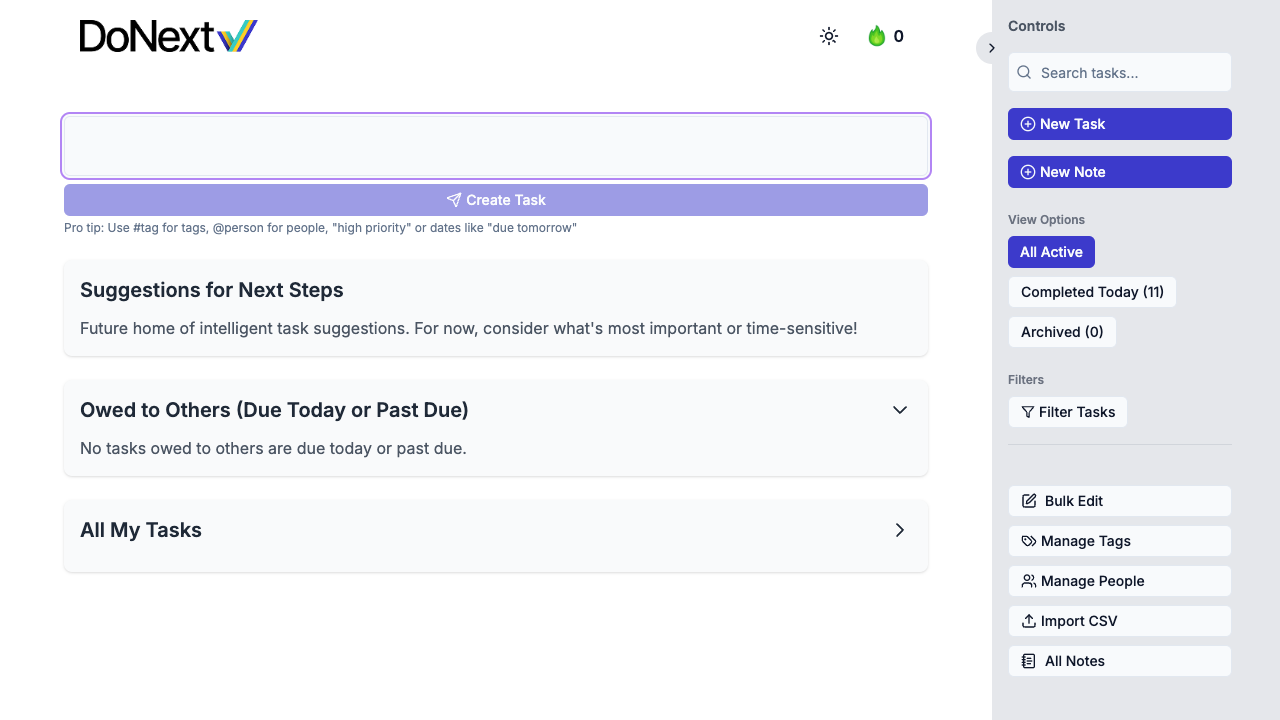 DoNext
0
Create Task
Pro tip: Use #tag for tags, @person for people, "high priority" or dates like "due tomorrow"
Suggestions for Next Steps
Future home of intelligent task suggestions. For now, consider what's most important or time-sensitive!
Owed to Others (Due Today or Past Due)
No tasks owed to others are due today or past due.
All My Tasks
Controls
Search tasks...
New Task
New Note
View Options
All Active
Completed Today (11)
Archived (0)
Filters
Filter Tasks
Bulk Edit
Manage Tags
Manage People
Import CSV
All Notes